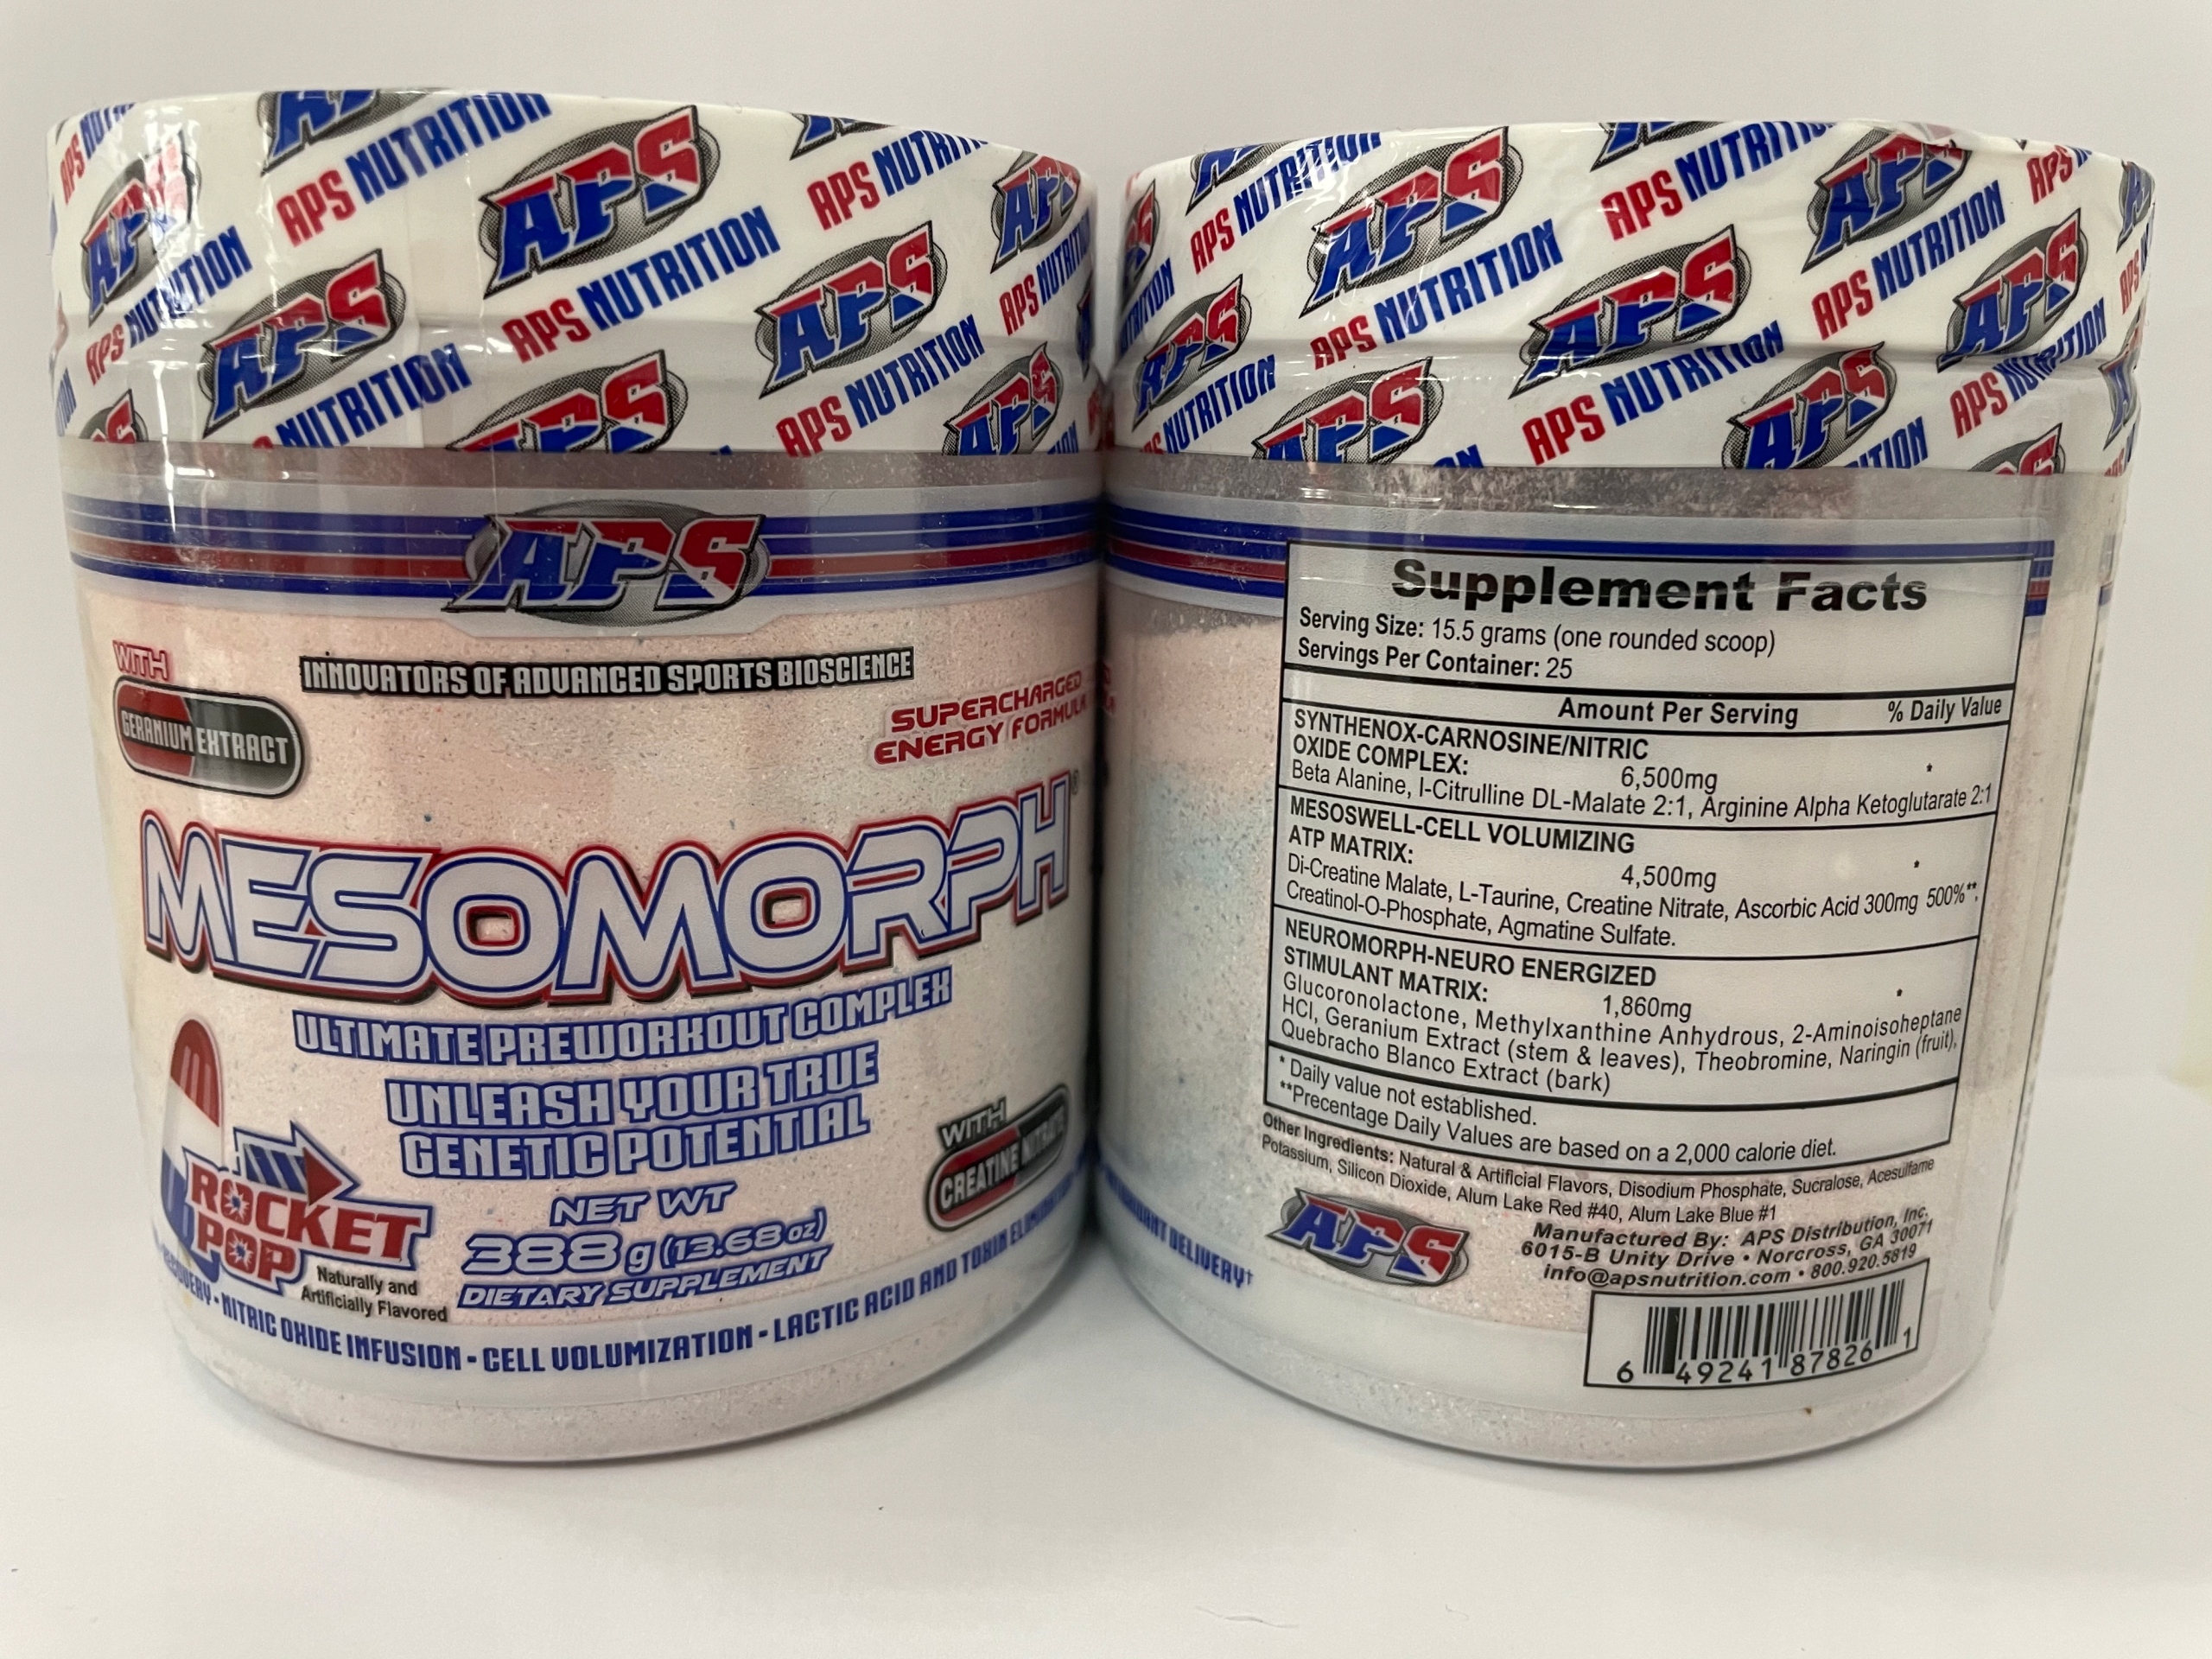 APS NUTRITION
APS
INNOVATORS OF ADVANCED SPORTS BIOSCIENCE
WITH
GERANIUM EXTRACT
SUPERCHARGED
ENERGY FORMULA
MESOMORPH®
ULTIMATE PREWORKOUT COMPLEX
UNLEASH YOUR TRUE
GENETIC POTENTIAL
WITH
CREATINE NITRATE
ROCKET
POP
Naturally and
Artificially Flavored
NET WT
388 g (13.68 oz)
DIETARY SUPPLEMENT
NITRIC OXIDE INFUSION - CELL VOLUMIZATION - LACTIC ACID AND TOXIN
APS NUTRITION
Supplement Facts
Serving Size: 15.5 grams (one rounded scoop)
Servings Per Container: 25
Amount Per Serving % Daily Value
SYNTHENOX-CARNOSINE/NITRIC
OXIDE COMPLEX: 6,500mg *
Beta Alanine, l-Citrulline DL-Malate 2:1, Arginine Alpha Ketoglutarate 2:1
MESOSWELL-CELL VOLUMIZING
ATP MATRIX: 4,500mg *
Di-Creatine Malate, L-Taurine, Creatine Nitrate, Ascorbic Acid 300mg 500%**,
Creatinol-O-Phosphate, Agmatine Sulfate.
NEUROMORPH-NEURO ENERGIZED
STIMULANT MATRIX: 1,860mg *
Glucoronolactone, Methylxanthine Anhydrous, 2-Aminoisoheptane
HCl, Geranium Extract (stem & leaves), Theobromine, Naringin (fruit),
Quebracho Blanco Extract (bark)
* Daily value not established.
**Precentage Daily Values are based on a 2,000 calorie diet.
Other Ingredients: Natural & Artificial Flavors, Disodium Phosphate, Sucralose, Acesulfame
Potassium, Silicon Dioxide, Alum Lake Red #40, Alum Lake Blue #1
APS
Manufactured By: APS Distribution, Inc.
6015-B Unity Drive • Norcross, GA 30071
info@apsnutrition.com • 800.920.5819
6 49241 87826 1
DELIVERY†